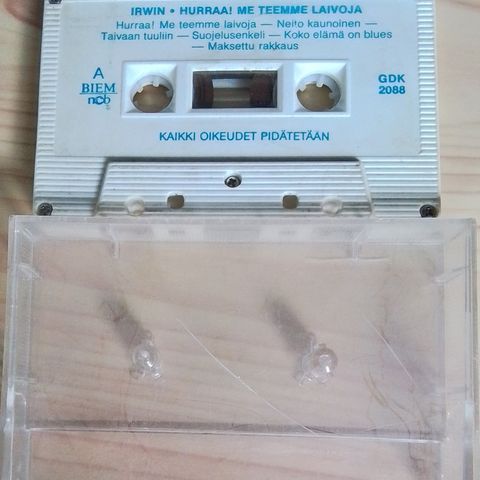 IRWIN • HURRAA! ME TEEMME LAIVOJA
Hurraa! Me teemme laivoja — Neito kaunoinen —
Taivaan tuuliin — Suojelusenkeli — Koko elämä on blues
— Maksettu rakkaus
A
BIEM
ncb
GDK
2088
KAIKKI OIKEUDET PIDÄTETÄÄN